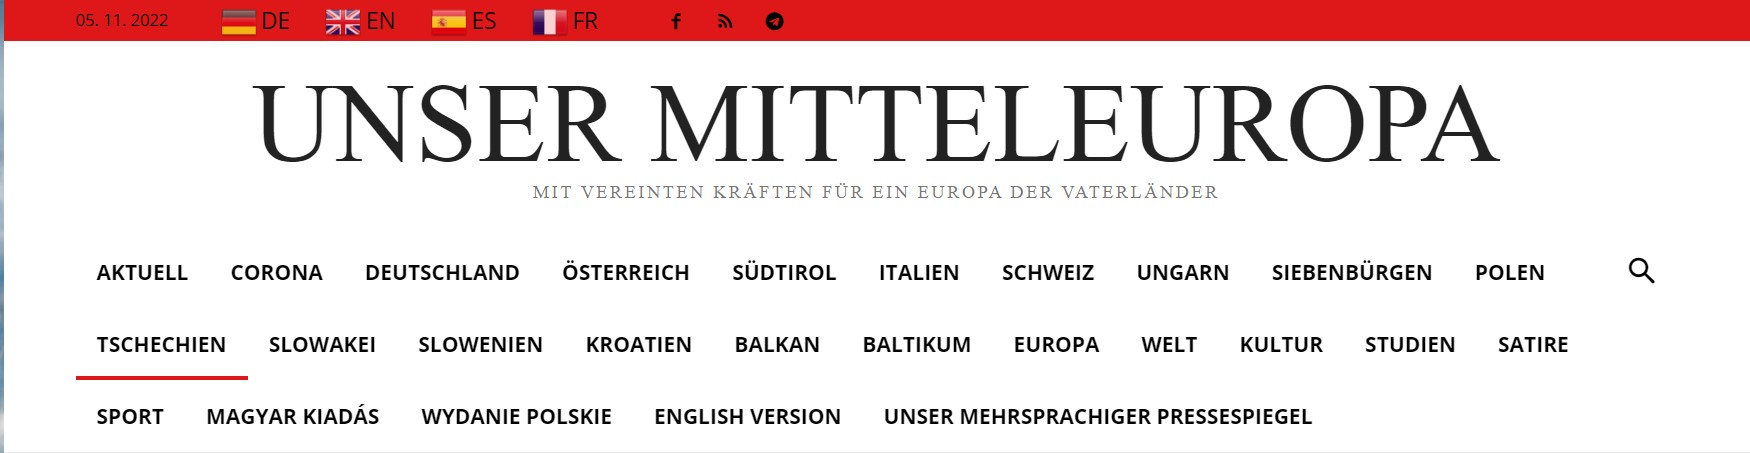 05. 11. 2022 DE EN ES FR
UNSER MITTELEUROPA
MIT VEREINTEN KRÄFTEN FÜR EIN EUROPA DER VATERLÄNDER
AKTUELL CORONA DEUTSCHLAND ÖSTERREICH SÜDTIROL ITALIEN SCHWEIZ UNGARN SIEBENBÜRGEN POLEN
TSCHECHIEN SLOWAKEI SLOWENIEN KROATIEN BALKAN BALTIKUM EUROPA WELT KULTUR STUDIEN SATIRE
SPORT MAGYAR KIADÁS WYDANIE POLSKIE ENGLISH VERSION UNSER MEHRSPRACHIGER PRESSESPIEGEL